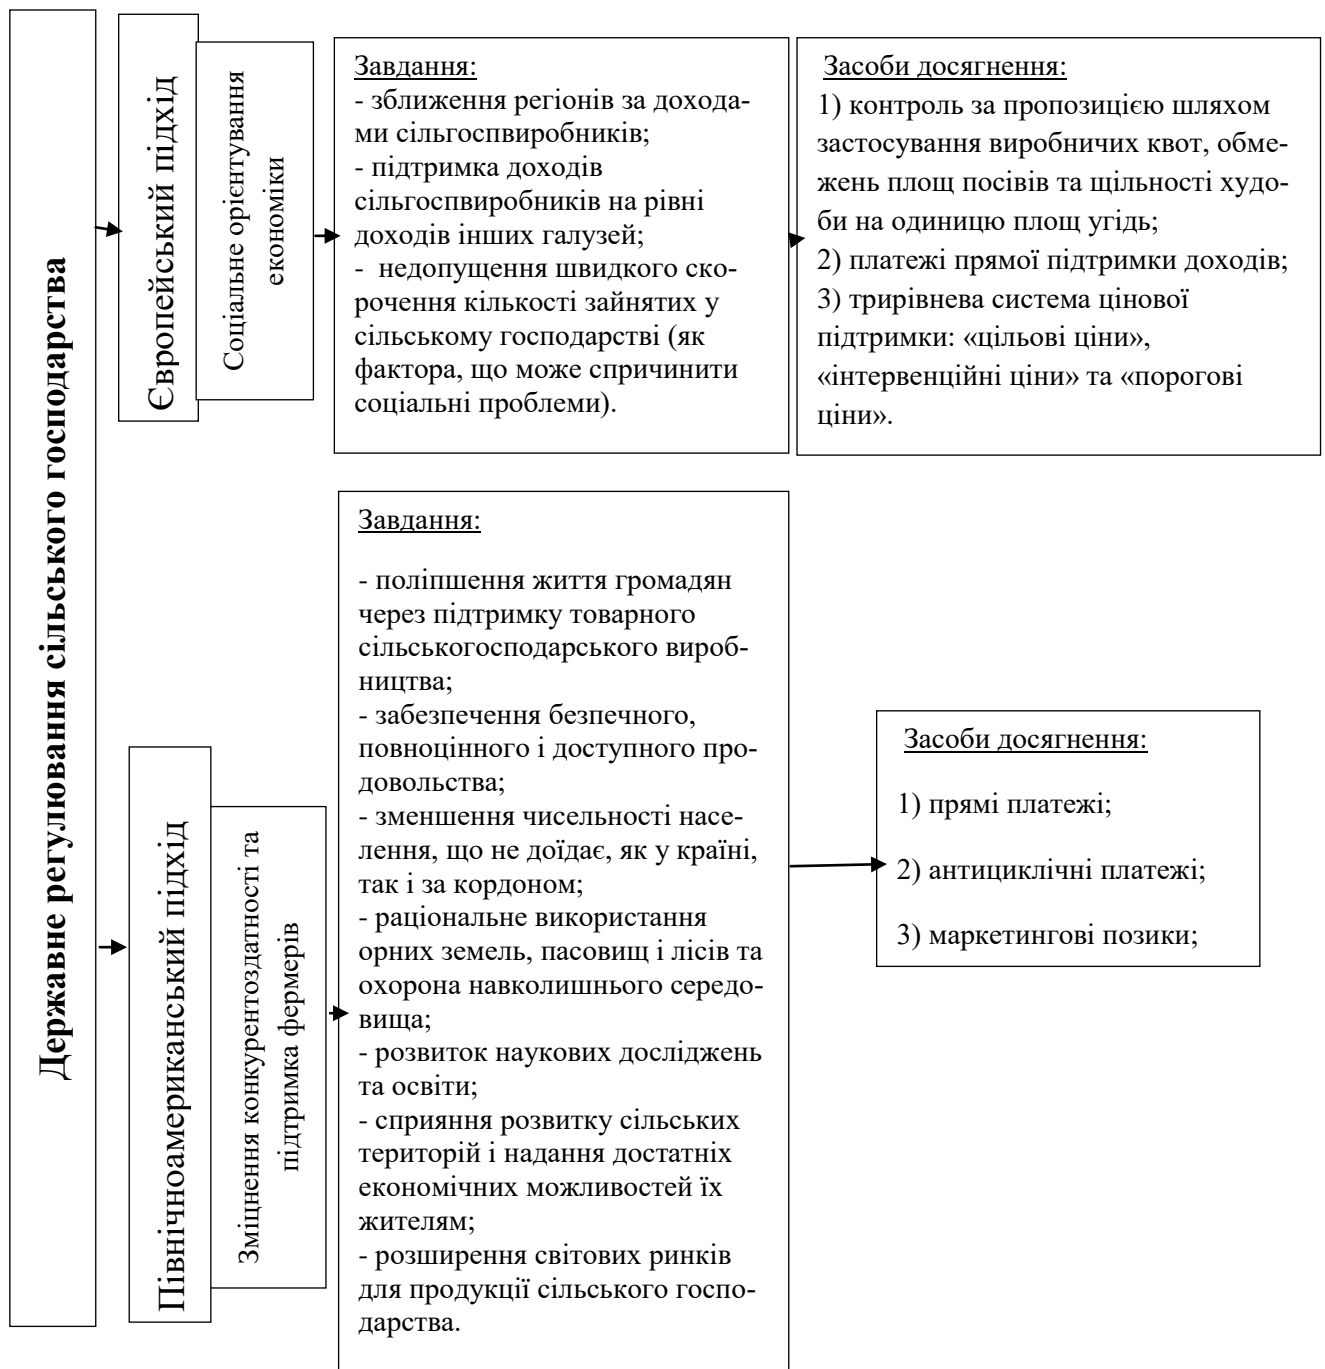 Державне регулювання сільського господарства
Європейський підхід
Соціальне орієнтування
економіки
Завдання:
- зближення регіонів за дохода-
ми сільгоспвиробників;
- підтримка доходів
сільгоспвиробників на рівні
доходів інших галузей;
- недопущення швидкого ско-
рочення кількості зайнятих у
сільському господарстві (як
фактора, що може спричинити
соціальні проблеми).
Засоби досягнення:
1) контроль за пропозицією шляхом
застосування виробничих квот, обме-
жень площ посівів та щільності худо-
би на одиницю площ угідь;
2) платежі прямої підтримки доходів;
3) трирівнева система цінової
підтримки: «цільові ціни»,
«інтервенційні ціни» та «порогові
ціни».
Північноамериканський підхід
Зміцнення конкурентоздатності та
підтримка фермерів
Завдання:
- поліпшення життя громадян
через підтримку товарного
сільськогосподарського вироб-
ництва;
- забезпечення безпечного,
повноцінного і доступного про-
довольства;
- зменшення чисельності насе-
лення, що не доїдає, як у країні,
так і за кордоном;
- раціональне використання
орних земель, пасовищ і лісів та
охорона навколишнього середо-
вища;
- розвиток наукових досліджень
та освіти;
- сприяння розвитку сільських
територій і надання достатніх
економічних можливостей їх
жителям;
- розширення світових ринків
для продукції сільського госпо-
дарства.
Засоби досягнення:
1) прямі платежі;
2) антициклічні платежі;
3) маркетингові позики;